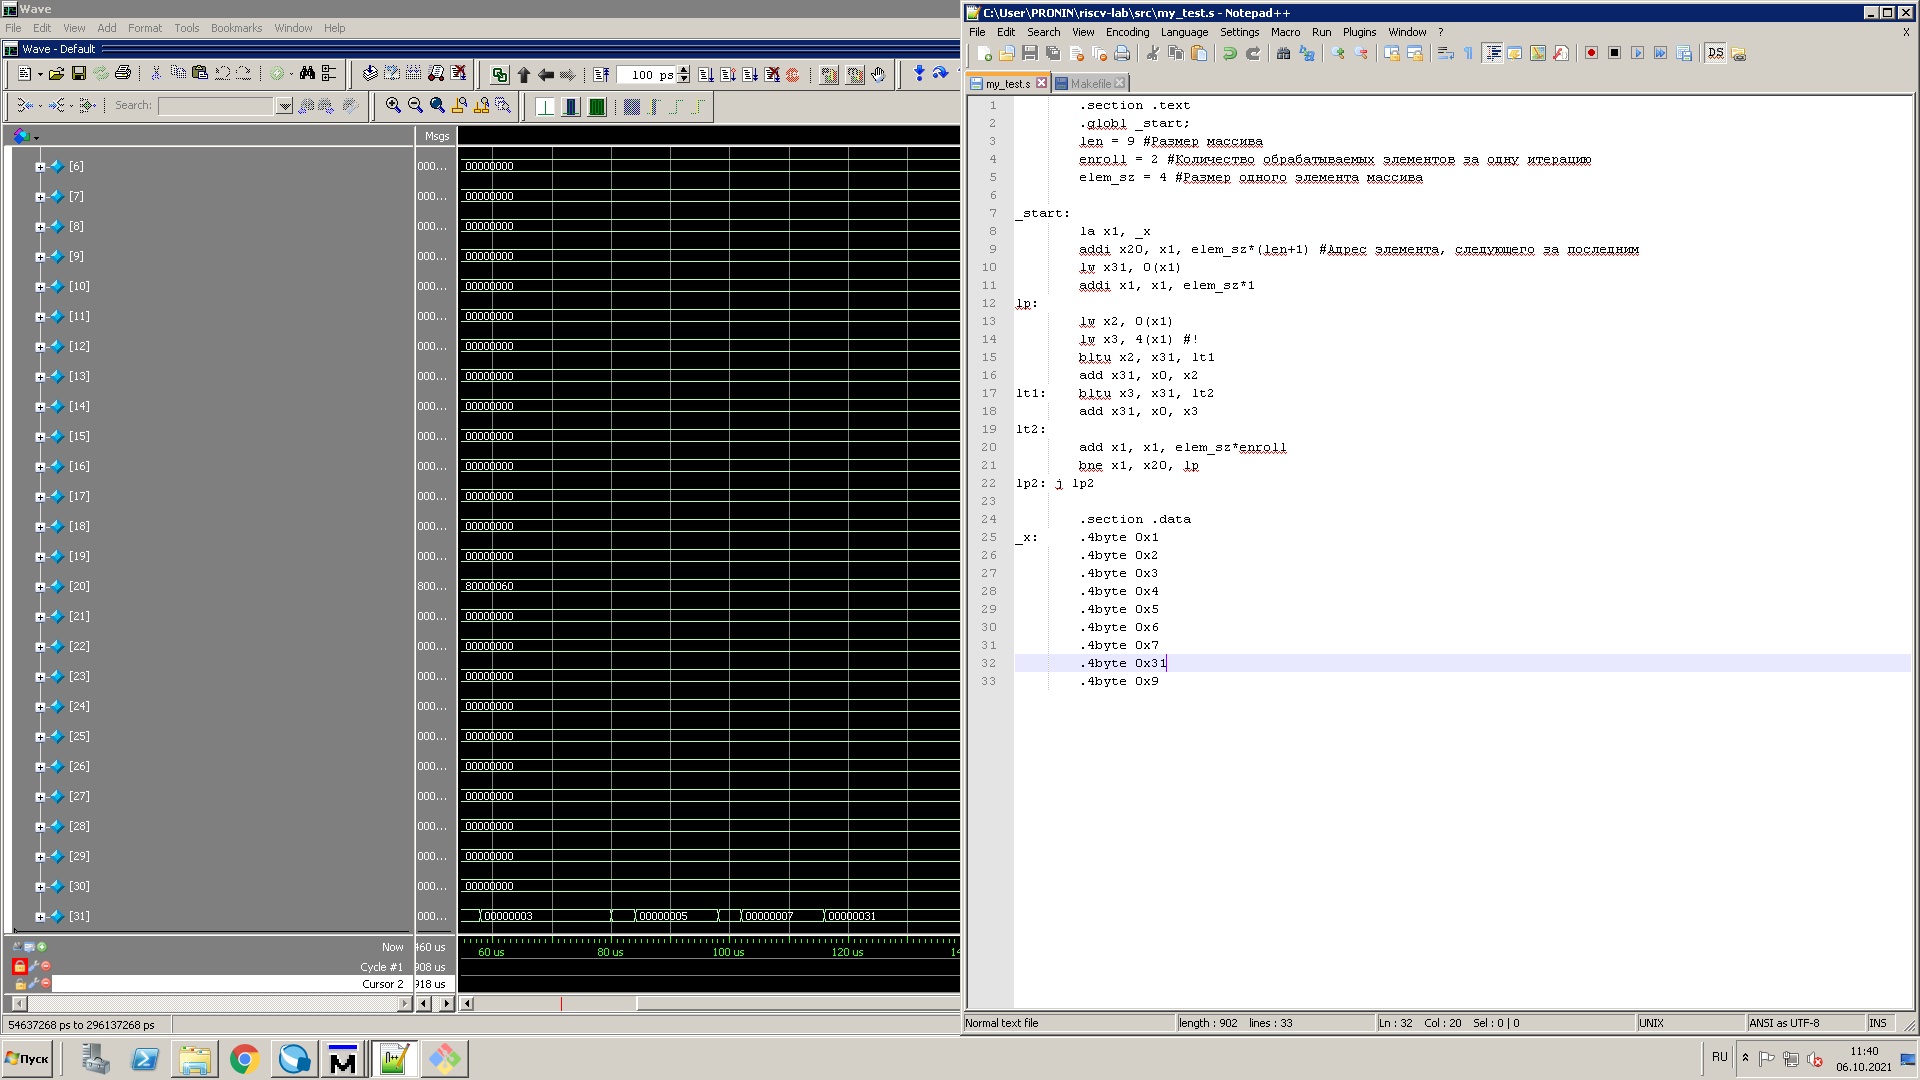 Wave
File Edit View Add Format Tools Bookmarks Window Help
Wave - Default
100 ps
Search:
Msgs
[6] 000... 00000000
[7] 000... 00000000
[8] 000... 00000000
[9] 000... 00000000
[10] 000... 00000000
[11] 000... 00000000
[12] 000... 00000000
[13] 000... 00000000
[14] 000... 00000000
[15] 000... 00000000
[16] 000... 00000000
[17] 000... 00000000
[18] 000... 00000000
[19] 000... 00000000
[20] 800... 80000060
[21] 000... 00000000
[22] 000... 00000000
[23] 000... 00000000
[24] 000... 00000000
[25] 000... 00000000
[26] 000... 00000000
[27] 000... 00000000
[28] 000... 00000000
[29] 000... 00000000
[30] 000... 00000000
[31] 000... 00000003 00000005 00000007 00000031
Now 460 us 60 us 80 us 100 us 120 us 14
Cycle #1 908 us
Cursor 2 918 us
54637268 ps to 296137268 ps
C:\User\PRONIN\riscv-lab\src\my_test.s - Notepad++
File Edit Search View Encoding Language Settings Macro Run Plugins Window ? X
my_test.s Makefile
1 .section .text
2 .globl _start;
3 len = 9 #Размер массива
4 enroll = 2 #Количество обрабатываемых элементов за одну итерацию
5 elem_sz = 4 #Размер одного элемента массива
6
7 _start:
8 la x1, _x
9 addi x20, x1, elem_sz*(len+1) #Адрес элемента, следующего за последним
10 lw x31, 0(x1)
11 addi x1, x1, elem_sz*1
12 lp:
13 lw x2, 0(x1)
14 lw x3, 4(x1) #!
15 bltu x2, x31, lt1
16 add x31, x0, x2
17 lt1: bltu x3, x31, lt2
18 add x31, x0, x3
19 lt2:
20 add x1, x1, elem_sz*enroll
21 bne x1, x20, lp
22 lp2: j lp2
23
24 .section .data
25 _x: .4byte 0x1
26 .4byte 0x2
27 .4byte 0x3
28 .4byte 0x4
29 .4byte 0x5
30 .4byte 0x6
31 .4byte 0x7
32 .4byte 0x31
33 .4byte 0x9
Normal text file length : 902 lines : 33 Ln : 32 Col : 20 Sel : 0 | 0 UNIX ANSI as UTF-8 INS
Пуск
RU 11:40
06.10.2021